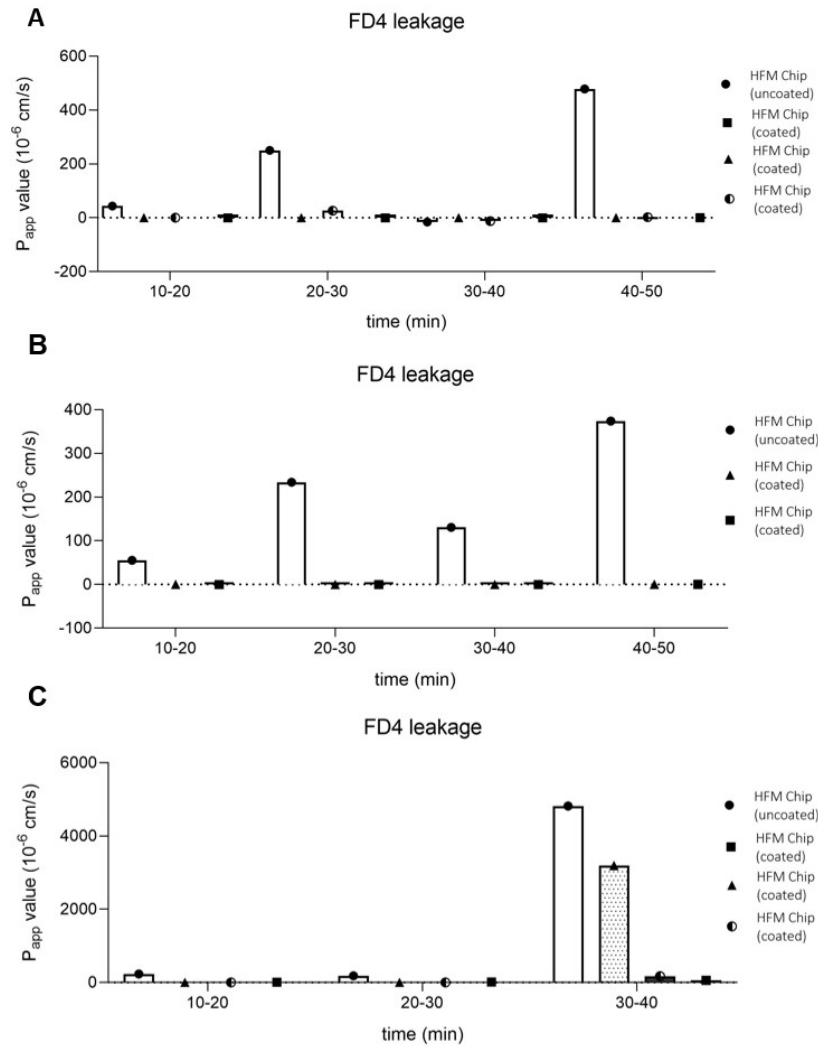 A
FD4 leakage
P_app value (10^-6 cm/s)
600
400
200
0
-200
10-20
20-30
30-40
40-50
time (min)
HFM Chip
(uncoated)
HFM Chip
(coated)
HFM Chip
(coated)
HFM Chip
(coated)
B
FD4 leakage
P_app value (10^-6 cm/s)
400
300
200
100
0
-100
10-20
20-30
30-40
40-50
time (min)
HFM Chip
(uncoated)
HFM Chip
(coated)
HFM Chip
(coated)
C
FD4 leakage
P_app value (10^-6 cm/s)
6000
4000
2000
0
10-20
20-30
30-40
time (min)
HFM Chip
(uncoated)
HFM Chip
(coated)
HFM Chip
(coated)
HFM Chip
(coated)